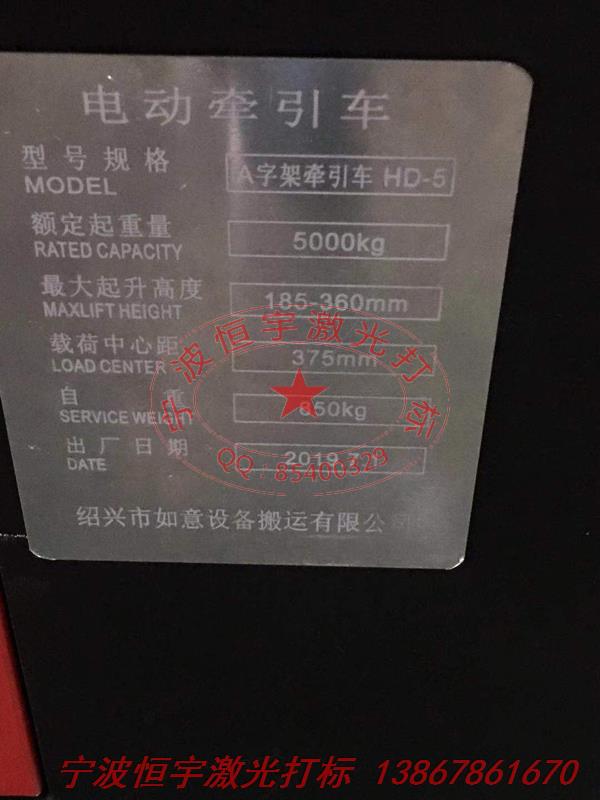 电动牵引车
型号规格 A字架牵引车 HD-5
MODEL
额定起重量 5000kg
RATED CAPACITY
最大起升高度 185-360mm
MAXLIFT HEIGHT
载荷中心距 375mm
LOAD CENTER
自 重 850kg
SERVICE WEIGHT
出厂日期 2019.7
DATE
绍兴市如意设备搬运有限公司
宁波恒宇激光打标
QQ:85400329
宁波恒宇激光打标 13867861670